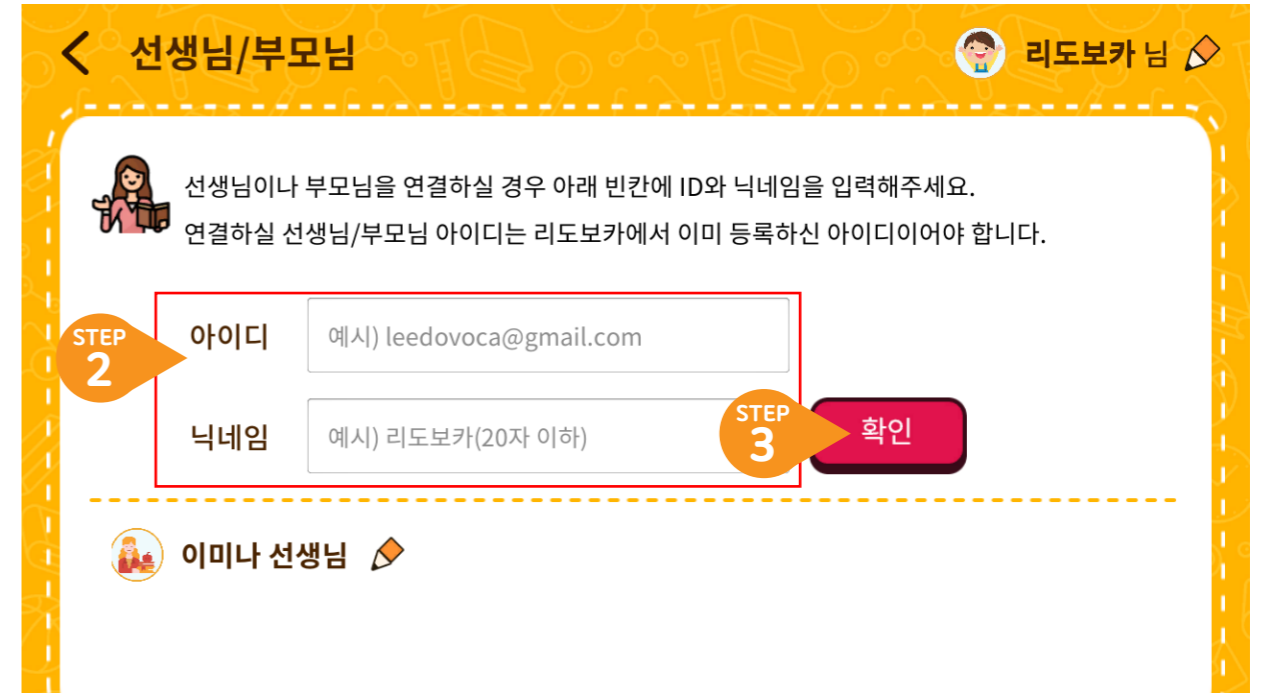 선생님/부모님
리도보카 님
선생님이나 부모님을 연결하실 경우 아래 빈칸에 ID와 닉네임을 입력해주세요.
연결하실 선생님/부모님 아이디는 리도보카에서 이미 등록하신 아이디이어야 합니다.
STEP
2
아이디
예시) leedovoca@gmail.com
닉네임
예시) 리도보카(20자 이하)
STEP
3
확인
이미나 선생님